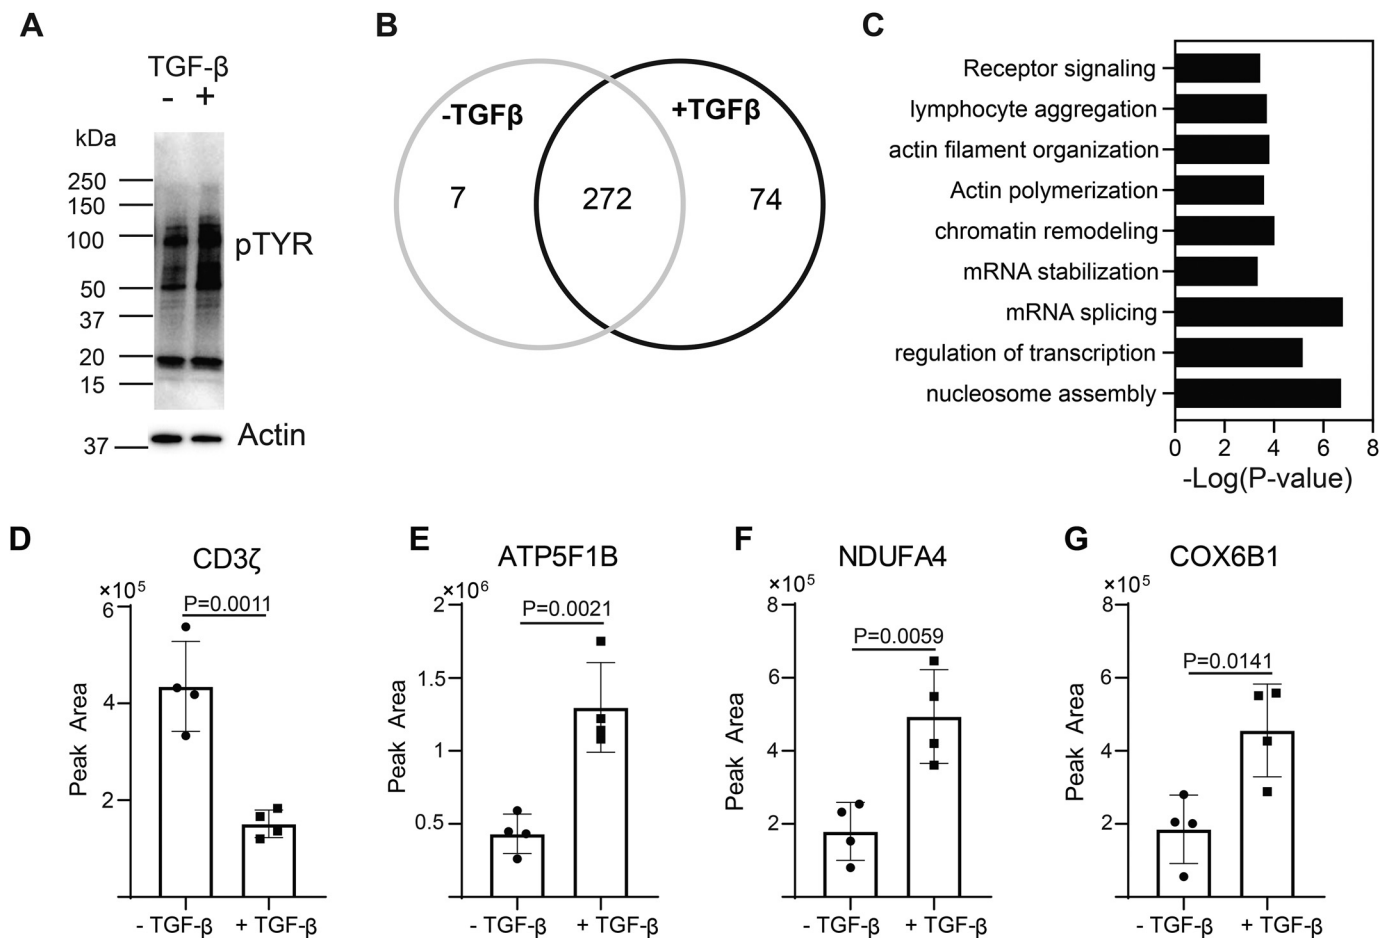 A
TGF-β
- +
kDa
250
150
100
pTYR
50
37
20
15
37
Actin
B
-TGFβ
+TGFβ
7
272
74
C
Receptor signaling
lymphocyte aggregation
actin filament organization
Actin polymerization
chromatin remodeling
mRNA stabilization
mRNA splicing
regulation of transcription
nucleosome assembly
0 2 4 6 8
-Log(P-value)
D
CD3ζ
×10⁵
6
P=0.0011
4
2
Peak Area
- TGF-β + TGF-β
E
ATP5F1B
×10⁶
2
P=0.0021
1.5
1
0.5
Peak Area
- TGF-β + TGF-β
F
NDUFA4
×10⁵
8
P=0.0059
6
4
2
Peak Area
- TGF-β + TGF-β
G
COX6B1
×10⁵
8
P=0.0141
6
4
2
Peak Area
- TGF-β + TGF-β